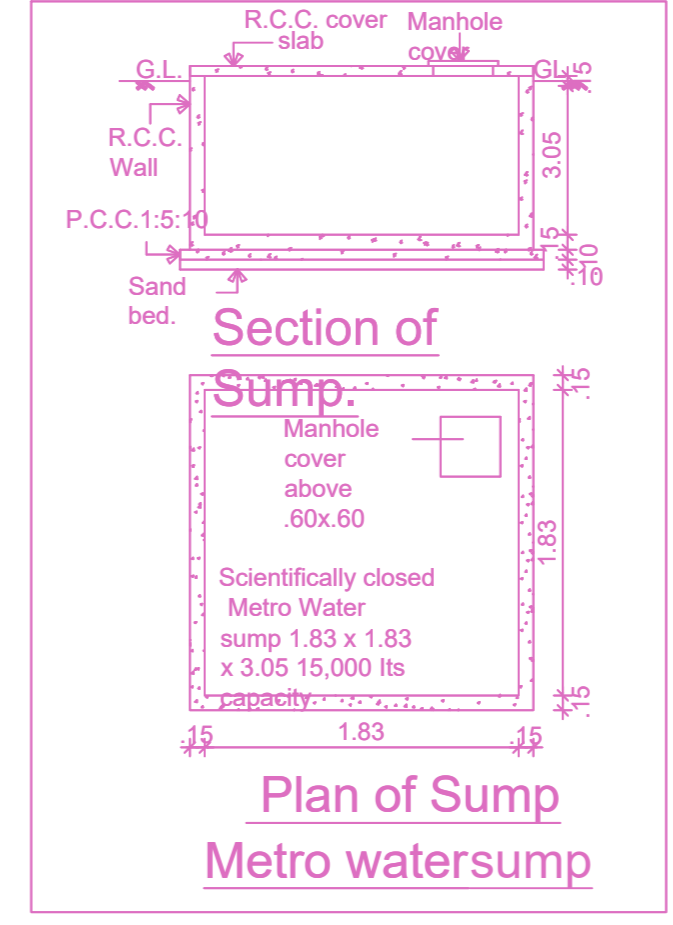 R.C.C. cover
slab
Manhole
cover
G.L.
GL
.15
R.C.C.
Wall
3.05
P.C.C.1:5:10
.15
.10
.10
Sand
bed.
Section of
Sump.
.15
Manhole
cover
above
.60x.60
1.83
Scientifically closed
Metro Water
sump 1.83 x 1.83
x 3.05 15,000 lts
capacity
.15
.15
1.83
.15
Plan of Sump
Metro watersump